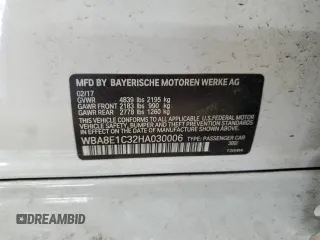 MFD BY BAYERISCHE MOTOREN WERKE AG
02/17
GVWR 4839 lbs 2195 kg
GAWR FRONT 2183 lbs 990 kg
GAWR REAR 2778 lbs 1260 kg
THIS VEHICLE CONFORMS TO ALL APPLICABLE
U.S.FEDERAL MOTOR
VEHICLE SAFETY, BUMPER, AND THEFT PREVENTION
STANDARDS IN EFFECT ON THE DATE OF MANUFACTURE SHOWN ABOVE.
WBA8E1C32HA030006 TYPE: PASSENGER CAR
AUTOBIDMASTER